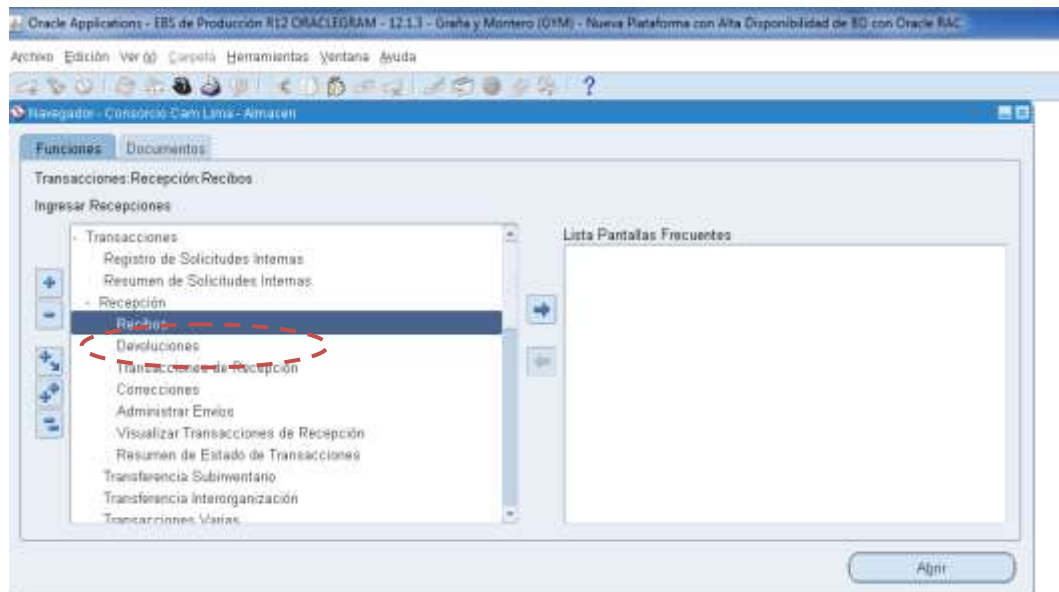 Oracle Applications - EBS de Producción R12 ORACLEGRAM - 12.1.3 - Graña y Montero (GYM) - Nueva Plataforma con Alta Disponibilidad de BD con Oracle RAC
Archivo Edición Ver Carpeta Herramientas Ventana Ayuda
Navegador - Consorcio Cam Lima - Almacen
Funciones Documentos
Transacciones:Recepción:Recibos
Ingresar Recepciones
Lista Pantallas Frecuentes
- Transacciones
Registro de Solicitudes Internas
Resumen de Solicitudes Internas
- Recepción
Recibos
Devoluciones
Transacciones de Recepción
Correcciones
Administrar Envíos
Visualizar Transacciones de Recepción
Resumen de Estado de Transacciones
Transferencia Subinventario
Transferencia Interorganización
Transacciones Varias
Abrir